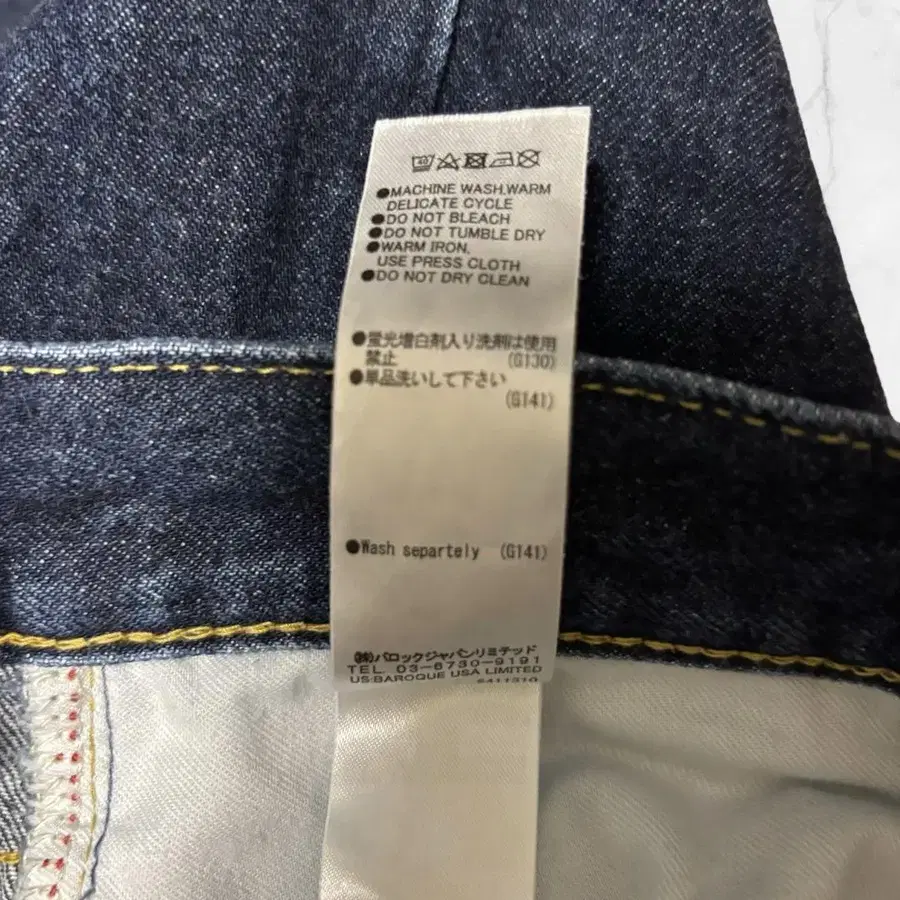 40
●MACHINE WASH,WARM
DELICATE CYCLE
●DO NOT BLEACH
●DO NOT TUMBLE DRY
●WARM IRON,
USE PRESS CLOTH
●DO NOT DRY CLEAN
●蛍光増白剤入り洗剤は使用
禁止 (G130)
●単品洗いして下さい
(G141)
●Wash separtely (G141)
㈱バロックジャパンリミテッド
TEL. 03-6730-9191
US:BAROQUE USA LIMITED